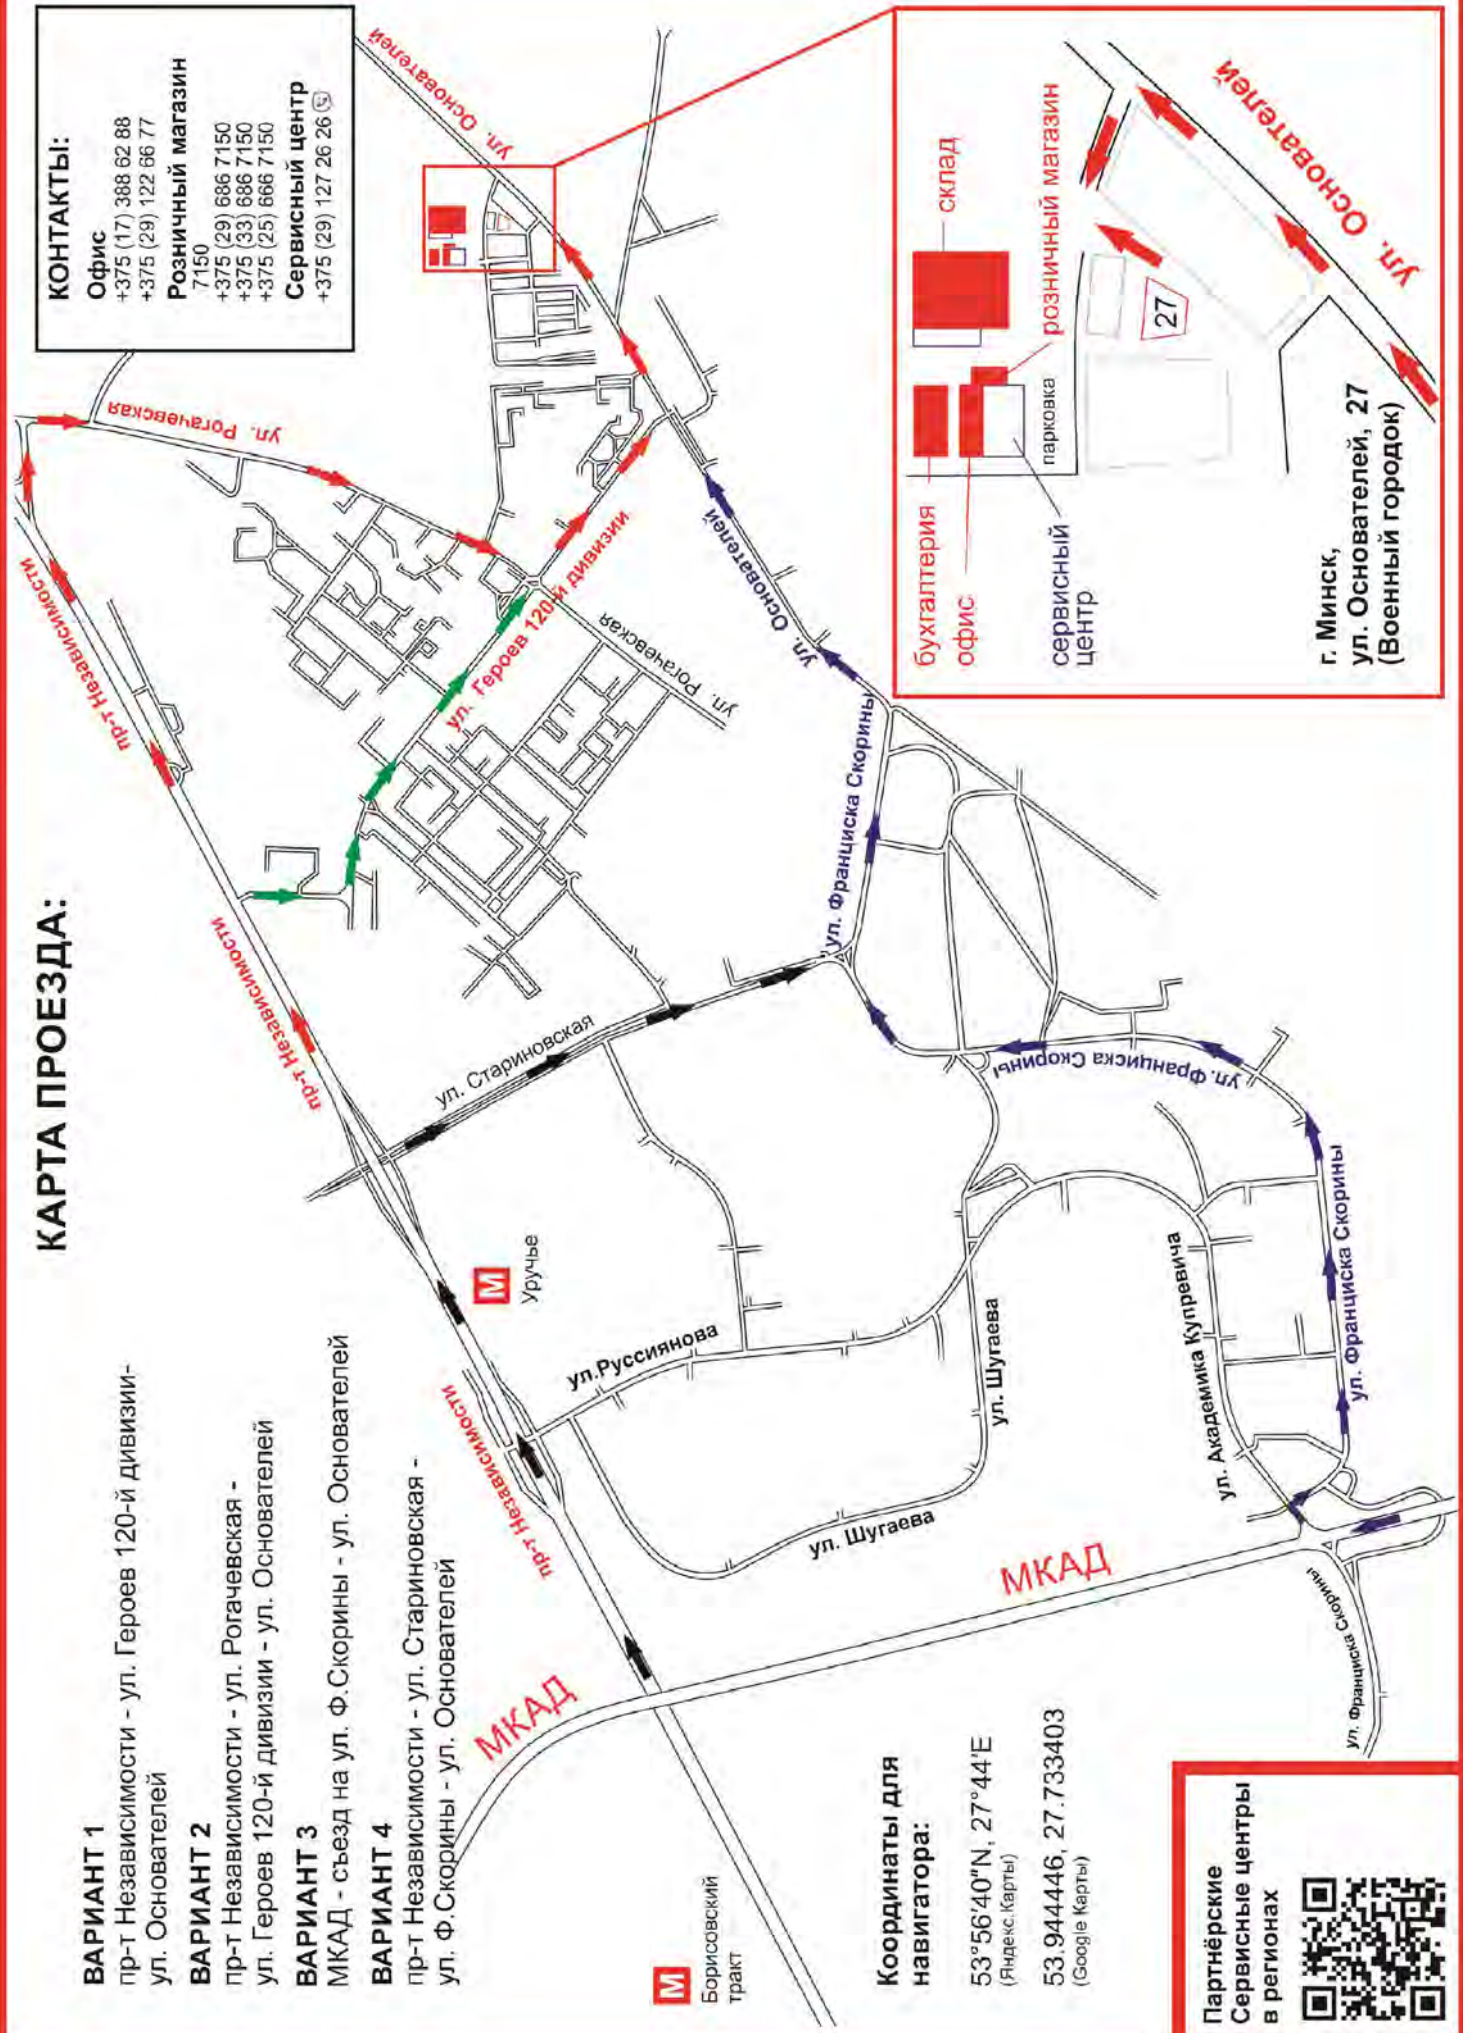 КАРТА ПРОЕЗДА:
ВАРИАНТ 1
пр-т Независимости - ул. Героев 120-й дивизии-
ул. Основателей
ВАРИАНТ 2
пр-т Независимости - ул. Рогачевская -
ул. Героев 120-й дивизии - ул. Основателей
ВАРИАНТ 3
МКАД - съезд на ул. Ф.Скорины - ул. Основателей
ВАРИАНТ 4
пр-т Независимости - ул. Стариновская -
ул. Ф.Скорины - ул. Основателей
КОНТАКТЫ:
Офис
+375 (17) 388 62 88
+375 (29) 122 66 77
Розничный магазин
7150
+375 (29) 686 7150
+375 (33) 686 7150
+375 (25) 666 7150
Сервисный центр
+375 (29) 127 26 26
пр-т Независимости
пр-т Независимости
пр-т Независимости
пр-т Независимости
ул. Рогачевская
ул. Рогачевская
ул. Героев 120-й дивизии
ул. Основателей
ул. Основателей
ул. Стариновская
ул. Франциска Скорины
ул. Франциска Скорины
ул. Франциска Скорины
ул. Франциска Скорины
ул.Руссиянова
ул. Шугаева
ул. Шугаева
ул. Академика Купревича
МКАД
МКАД
М
Уручье
М
Борисовский
тракт
Координаты для
навигатора:
53°56'40"N, 27°44'E
(Яндекс.Карты)
53.944446, 27.733403
(Google Карты)
Партнёрские
Сервисные центры
в регионах
бухгалтерия
офис
сервисный
центр
склад
розничный магазин
парковка
27
ул. Основателей
г. Минск,
ул. Основателей, 27
(Военный городок)